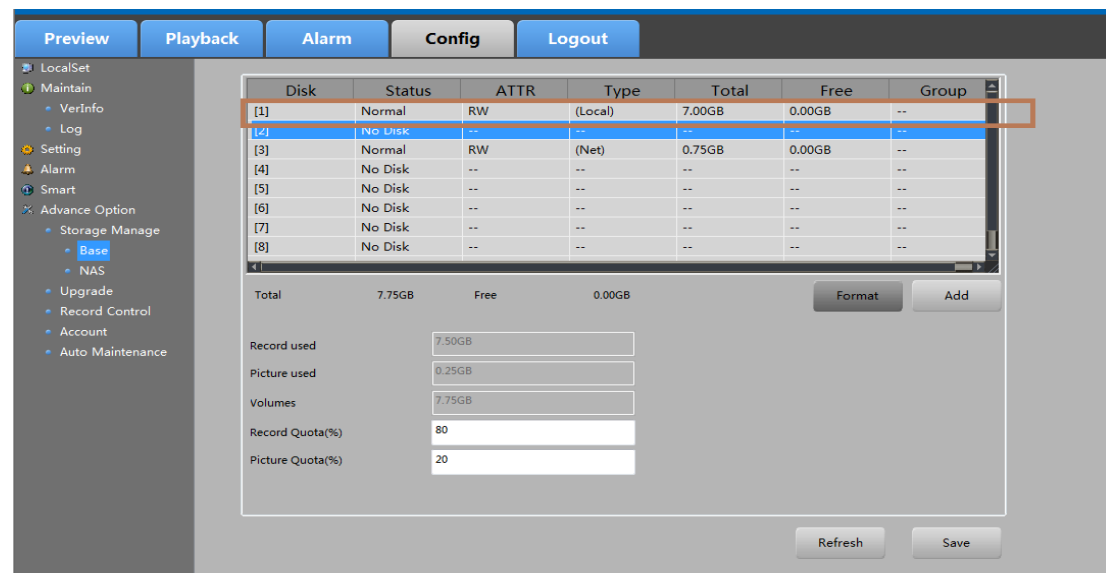 Preview Playback Alarm Config Logout
LocalSet
Maintain
VerInfo
Log
Setting
Alarm
Smart
Advance Option
Storage Manage
Base
NAS
Upgrade
Record Control
Account
Auto Maintenance
Disk Status ATTR Type Total Free Group
[1] Normal RW (Local) 7.00GB 0.00GB --
[2] No Disk -- -- -- -- --
[3] Normal RW (Net) 0.75GB 0.00GB --
[4] No Disk -- -- -- -- --
[5] No Disk -- -- -- -- --
[6] No Disk -- -- -- -- --
[7] No Disk -- -- -- -- --
[8] No Disk -- -- -- -- --
Total 7.75GB Free 0.00GB Format Add
Record used 7.50GB
Picture used 0.25GB
Volumes 7.75GB
Record Quota(%) 80
Picture Quota(%) 20
Refresh Save